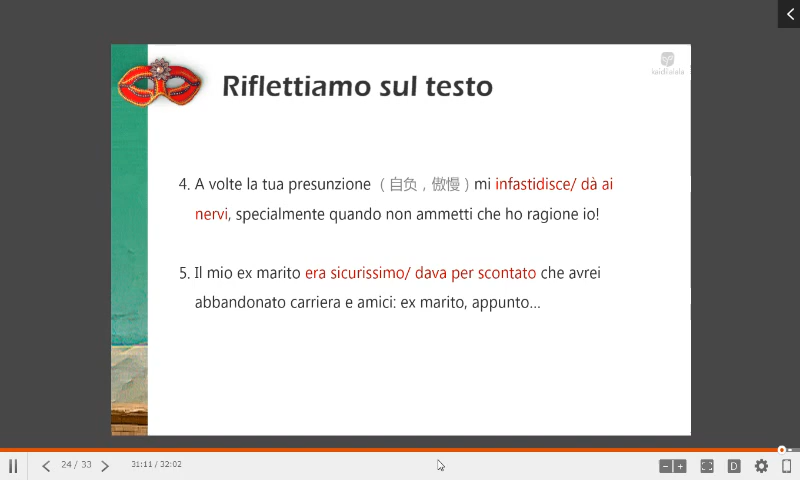 kaidialala
Riflettiamo sul testo
4. A volte la tua presunzione （自负，傲慢）mi infastidisce/ dà ai
nervi, specialmente quando non ammetti che ho ragione io!
5. Il mio ex marito era sicurissimo/ dava per scontato che avrei
abbandonato carriera e amici: ex marito, appunto...
24 / 33
31:11 / 32:02
D